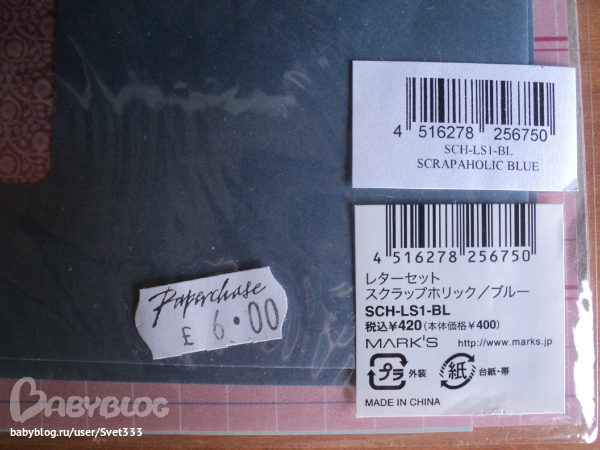 4 516278 256750
SCH-LS1-BL
SCRAPAHOLIC BLUE
4 516278 256750
レターセット
スクラップホリック／ブルー
SCH-LS1-BL
税込¥420(本体価格¥400)
MARK'S http://www.marks.jp
プラ 外装 紙 台紙・帯
MADE IN CHINA
Paperchase
£ 6.00
BABYBLOG
babyblog.ru/user/Svet333